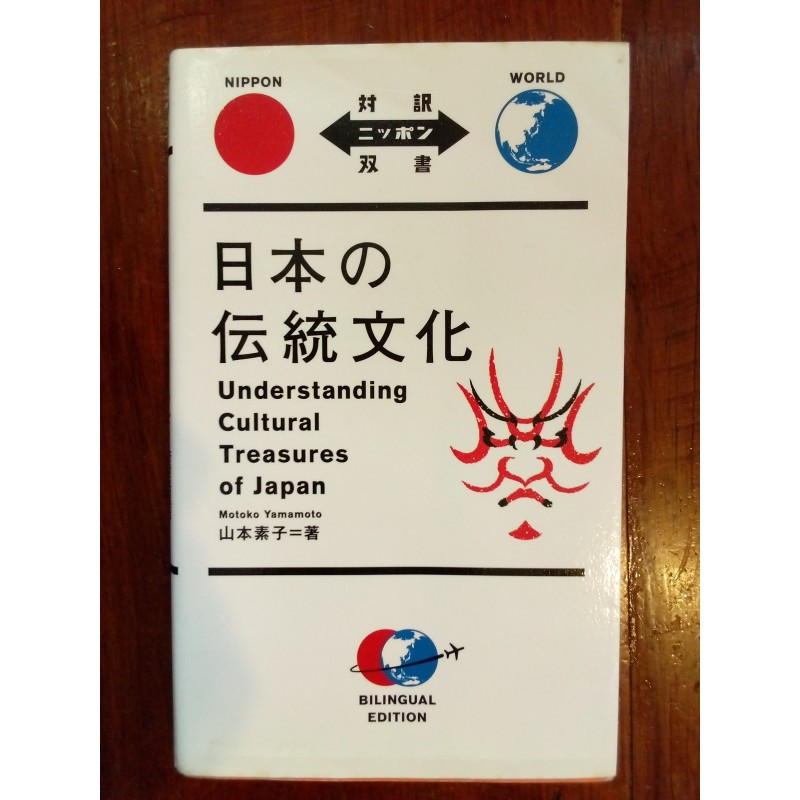 NIPPON
対訳
ニッポン
双書
WORLD
日本の
伝統文化
Understanding
Cultural
Treasures
of Japan
Motoko Yamamoto
山本素子＝著
BILINGUAL
EDITION